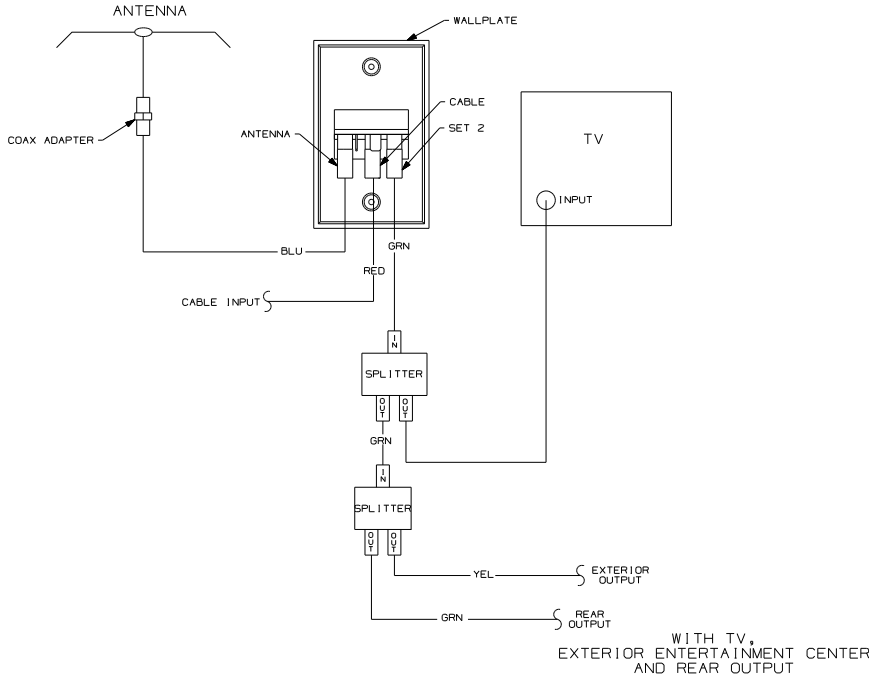 ANTENNA
WALLPLATE
CABLE
SET 2
ANTENNA
COAX ADAPTER
TV
INPUT
BLU
GRN
RED
CABLE INPUT
IN
SPLITTER
OUT
OUT
GRN
IN
SPLITTER
OUT
OUT
YEL
EXTERIOR
OUTPUT
GRN
REAR
OUTPUT
WITH TV,
EXTERIOR ENTERTAINMENT CENTER
AND REAR OUTPUT